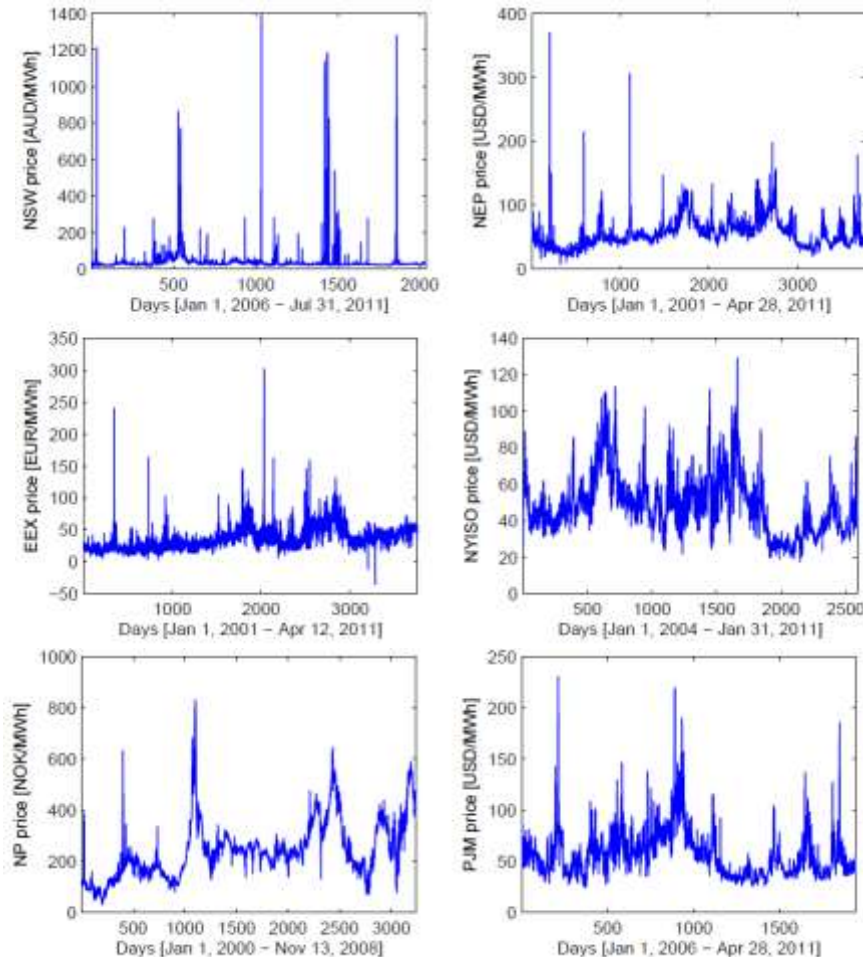 NSW price [AUD/MWh]
1400
1200
1000
800
600
400
200
0
500 1000 1500 2000
Days [Jan 1, 2006 − Jul 31, 2011]
NEP price [USD/MWh]
400
300
200
100
0
1000 2000 3000
Days [Jan 1, 2001 − Apr 28, 2011]
EEX price [EUR/MWh]
350
300
250
200
150
100
50
0
−50
1000 2000 3000
Days [Jan 1, 2001 − Apr 12, 2011]
NYISO price [USD/MWh]
140
120
100
80
60
40
20
0
500 1000 1500 2000 2500
Days [Jan 1, 2004 − Jan 31, 2011]
NP price [NOK/MWh]
1000
800
600
400
200
0
500 1000 1500 2000 2500 3000
Days [Jan 1, 2000 − Nov 13, 2008]
PJM price [USD/MWh]
250
200
150
100
50
0
500 1000 1500
Days [Jan 1, 2006 − Apr 28, 2011]